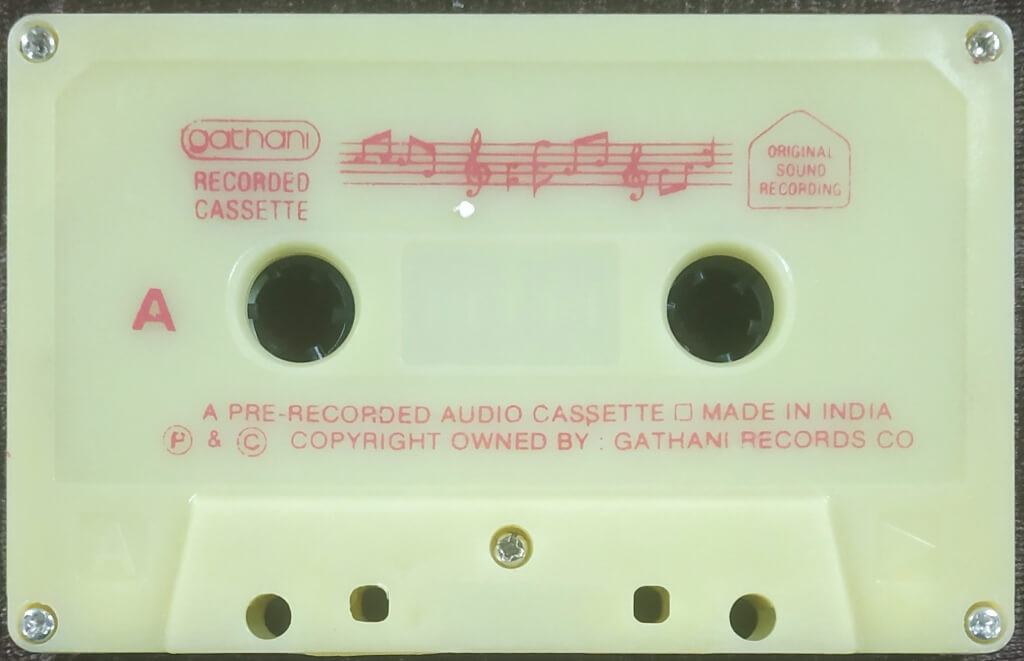 gathani
RECORDED
CASSETTE
ORIGINAL
SOUND
RECORDING
A
A PRE-RECORDED AUDIO CASSETTE □ MADE IN INDIA
Ⓟ & © COPYRIGHT OWNED BY : GATHANI RECORDS CO